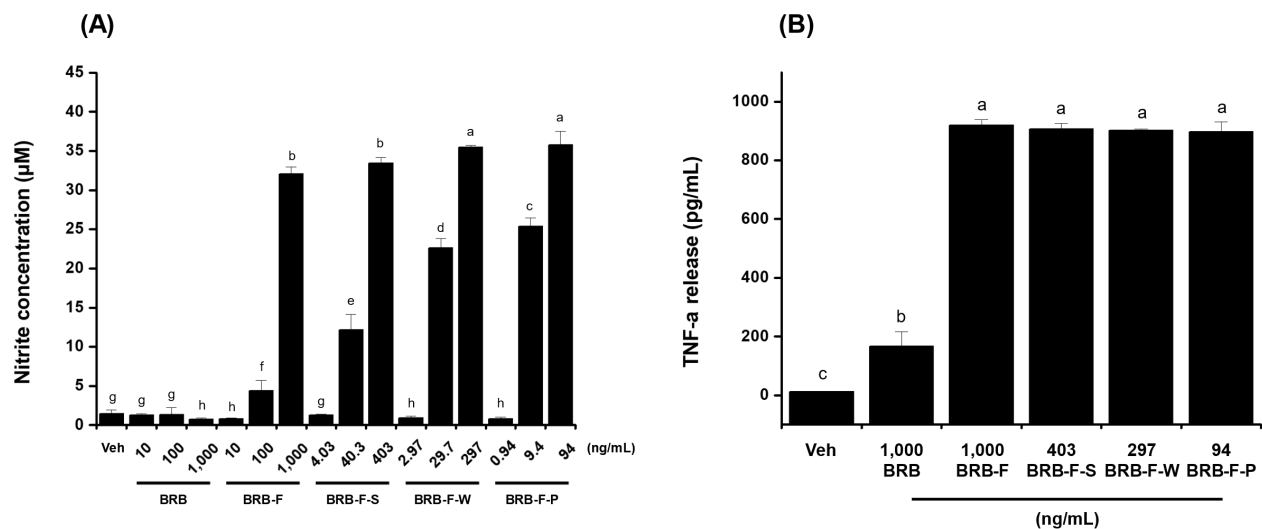 (A)
Nitrite concentration (µM)
45
40
35
30
25
20
15
10
5
0
g g g h h f b g e b h d a h c a
Veh 10 100 1,000 10 100 1,000 4.03 40.3 403 2.97 29.7 297 0.94 9.4 94 (ng/mL)
BRB BRB-F BRB-F-S BRB-F-W BRB-F-P
(B)
TNF-a release (pg/mL)
1000
800
600
400
200
0
c b a a a a
Veh 1,000 1,000 403 297 94
BRB BRB-F BRB-F-S BRB-F-W BRB-F-P
(ng/mL)